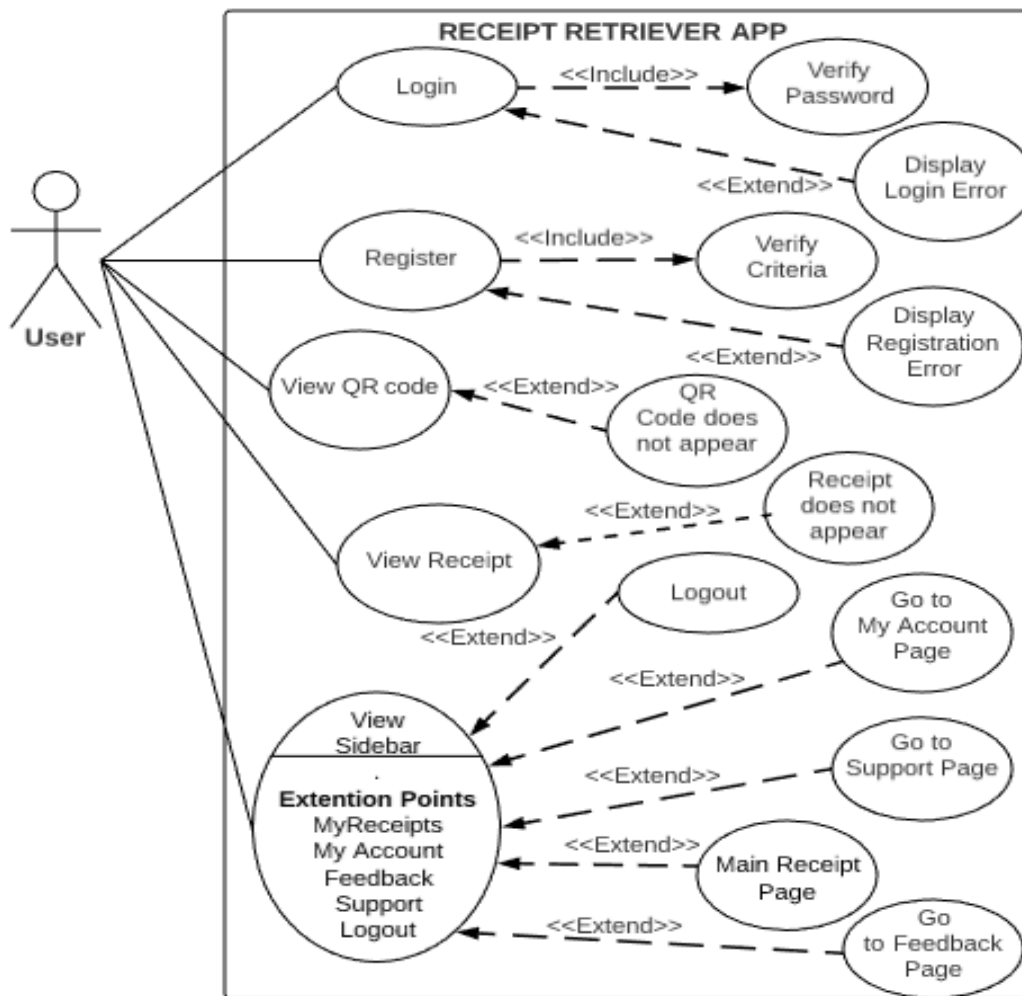 RECEIPT RETRIEVER APP
Login
<<Include>>
Verify
Password
<<Extend>>
Display
Login Error
User
Register
<<Include>>
Verify
Criteria
<<Extend>>
Display
Registration
Error
View QR code
<<Extend>>
QR
Code does
not appear
View Receipt
<<Extend>>
Receipt
does not
appear
<<Extend>>
Logout
<<Extend>>
Go to
My Account
Page
View
Sidebar
.
Extention Points
MyReceipts
My Account
Feedback
Support
Logout
<<Extend>>
Go to
Support Page
<<Extend>>
Main Receipt
Page
<<Extend>>
Go
to Feedback
Page